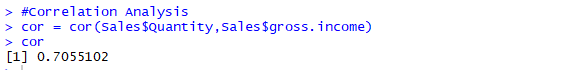 > #Correlation Analysis
> cor = cor(Sales$Quantity,Sales$gross.income)
> cor
[1] 0.7055102
>